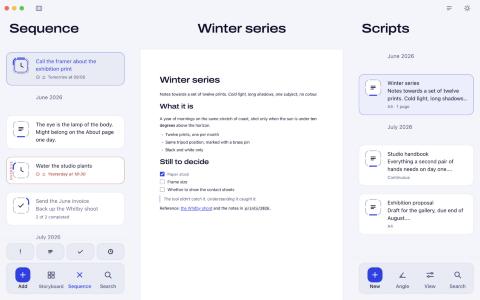 Sequence
Call the framer about the
exhibition print
Tomorrow at 09:00
June 2026
The eye is the lamp of the body.
Might belong on the About page
one day.
Water the studio plants
Yesterday at 18:30
Send the June invoice
Back up the Whitby shoot
2 of 2 completed
July 2026
Add
Storyboard
Sequence
Search
Winter series
Winter series
Notes towards a set of twelve prints. Cold light, long shadows, one subject, no colour.
What it is
A year of mornings on the same stretch of coast, shot only when the sun is under ten
degrees above the horizon.
- Twelve prints, one per month
- Same tripod position, marked with a brass pin
- Black and white only
Still to decide
Paper stock
Frame size
Whether to show the contact sheets
The tool didn't catch it; understanding it caught it.
Reference: the Whitby shoot and the notes in
Scripts
June 2026
Winter series
Notes towards a set of twelve
prints. Cold light, long shadows...
A4 · 1 page
July 2026
Studio handbook
Everything a second pair of
hands needs on day one....
Continuous
Exhibition proposal
Draft for the gallery, due end of
August....
A4
New
Angle
View
Search